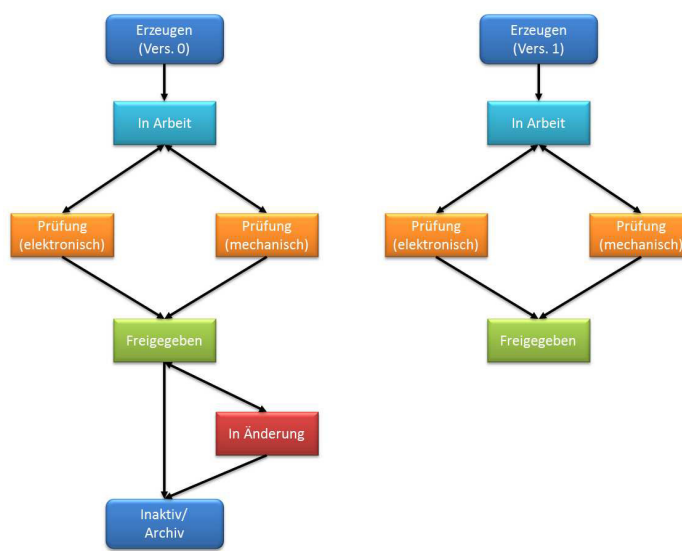 Erzeugen
(Vers. 0)
Erzeugen
(Vers. 1)
In Arbeit
In Arbeit
Prüfung
(elektronisch)
Prüfung
(mechanisch)
Prüfung
(elektronisch)
Prüfung
(mechanisch)
Freigegeben
Freigegeben
In Änderung
Inaktiv/
Archiv